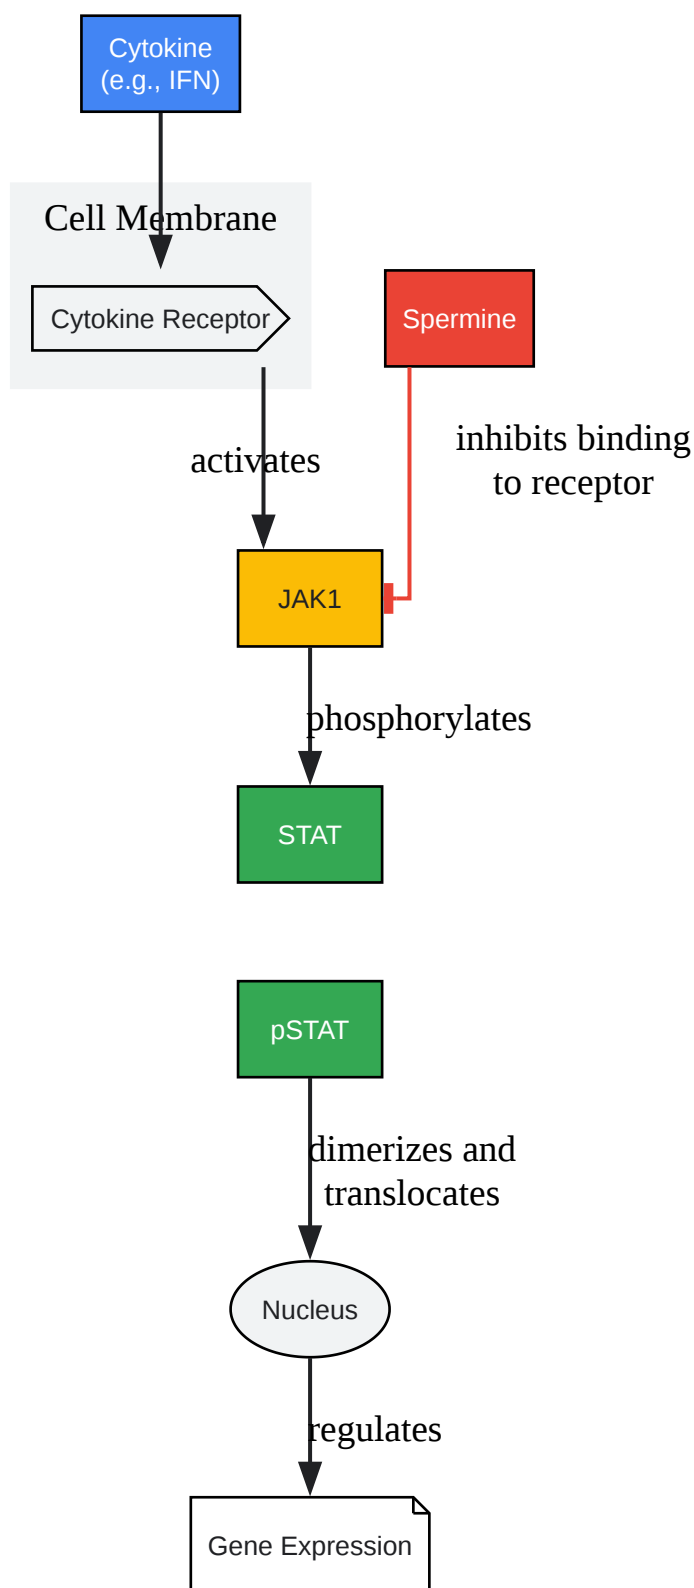 Cytokine
(e.g., IFN)
Cell Membrane
Cytokine Receptor
Spermine
activates
inhibits binding
to receptor
JAK1
phosphorylates
STAT
pSTAT
dimerizes and
translocates
Nucleus
regulates
Gene Expression